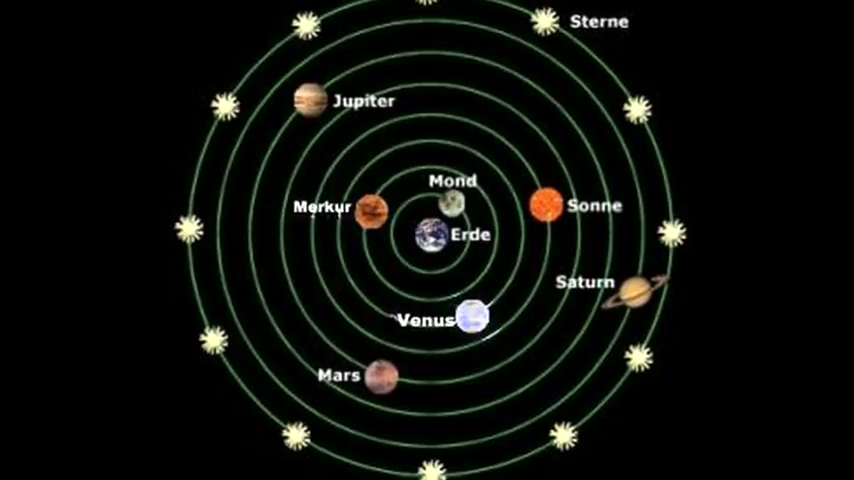 Sterne
Jupiter
Mond
Merkur
Sonne
Erde
Saturn
Venus
Mars